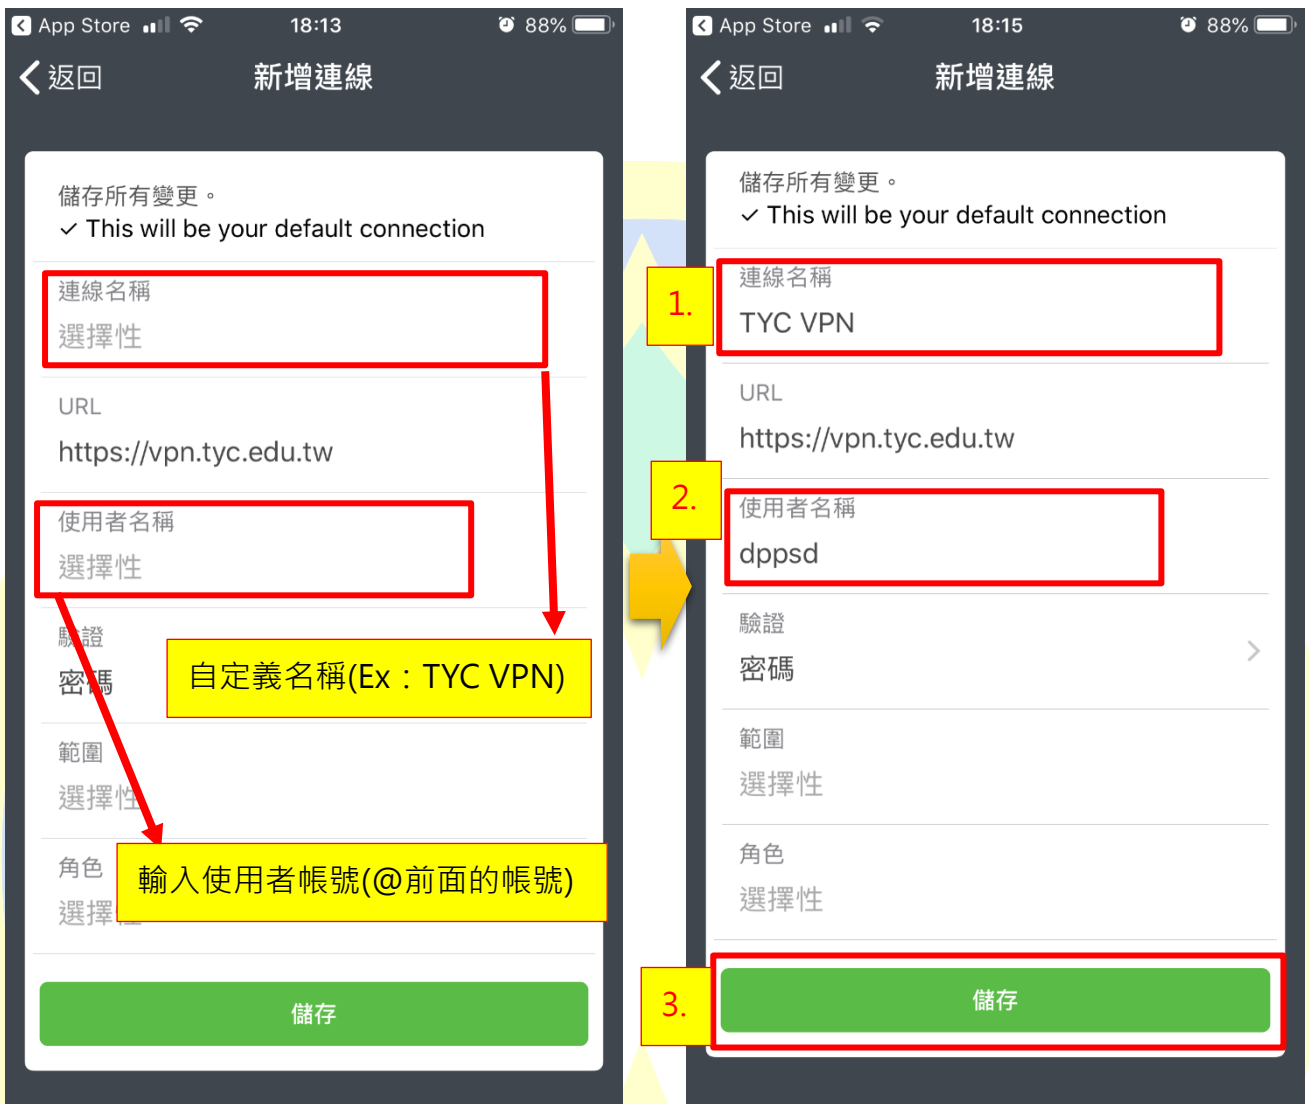 App Store 18:13 88%
返回 新增連線
儲存所有變更。
✓ This will be your default connection
連線名稱
選擇性
URL
https://vpn.tyc.edu.tw
使用者名稱
選擇性
驗證
密碼
自定義名稱(Ex：TYC VPN)
範圍
選擇性
角色
輸入使用者帳號(@前面的帳號)
選擇
儲存
App Store 18:15 88%
返回 新增連線
儲存所有變更。
✓ This will be your default connection
1.
連線名稱
TYC VPN
URL
https://vpn.tyc.edu.tw
2.
使用者名稱
dppsd
驗證
密碼
範圍
選擇性
角色
選擇性
3.
儲存